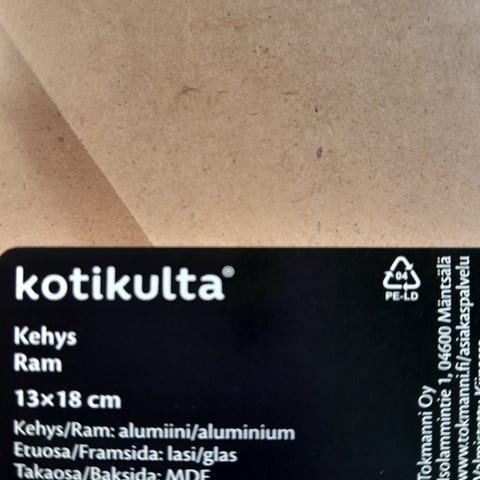 kotikulta®
Kehys
Ram
13×18 cm
Kehys/Ram: alumiini/aluminium
Etuosa/Framsida: lasi/glas
Takaosa/Baksida: MDF
04
PE-LD
Tokmanni Oy
Isolammintie 1, 04600 Mäntsälä
www.tokmanni.fi/asiakaspalvelu